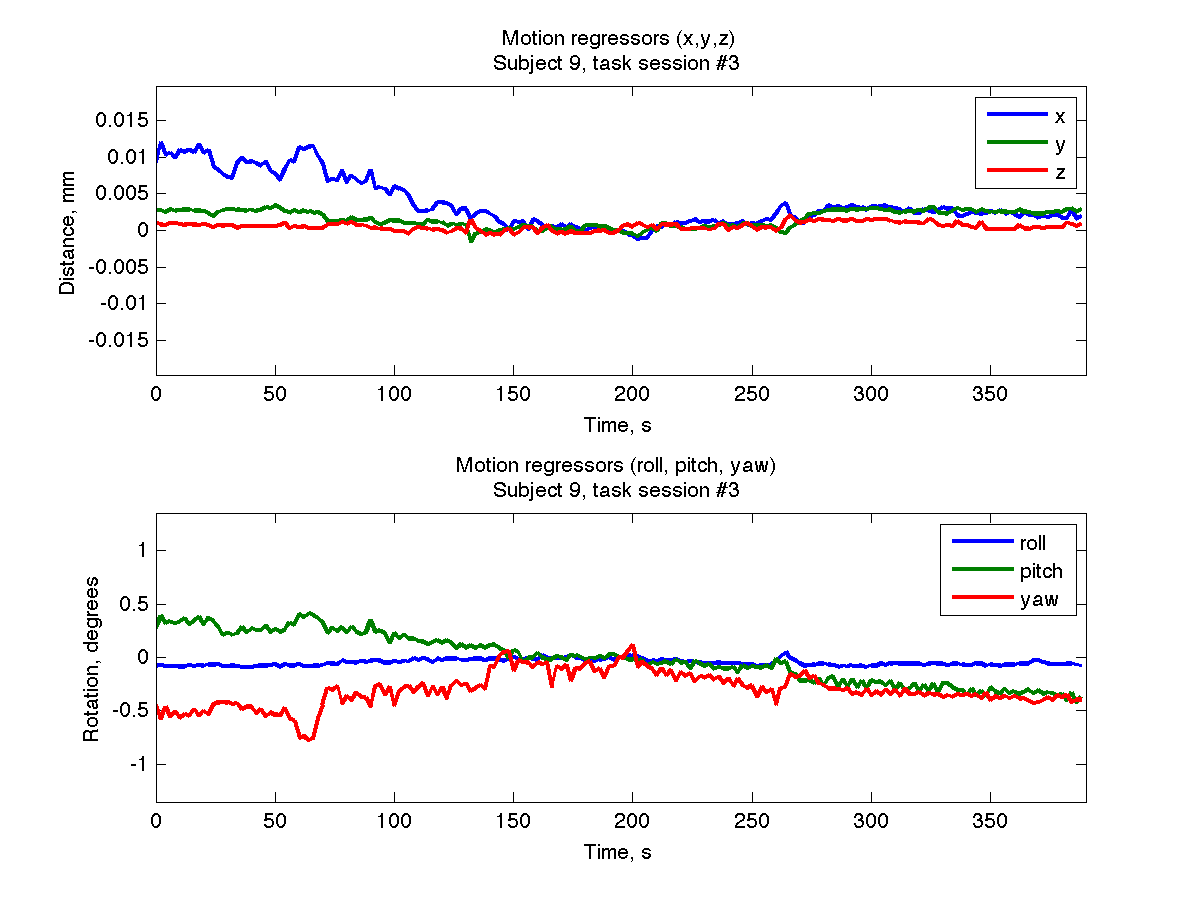 Motion regressors (x,y,z)
Subject 9, task session #3
0.015
0.01
0.005
0
-0.005
-0.01
-0.015
Distance, mm
x
y
z
0 50 100 150 200 250 300 350
Time, s
Motion regressors (roll, pitch, yaw)
Subject 9, task session #3
1
0.5
0
-0.5
-1
Rotation, degrees
roll
pitch
yaw
0 50 100 150 200 250 300 350
Time, s